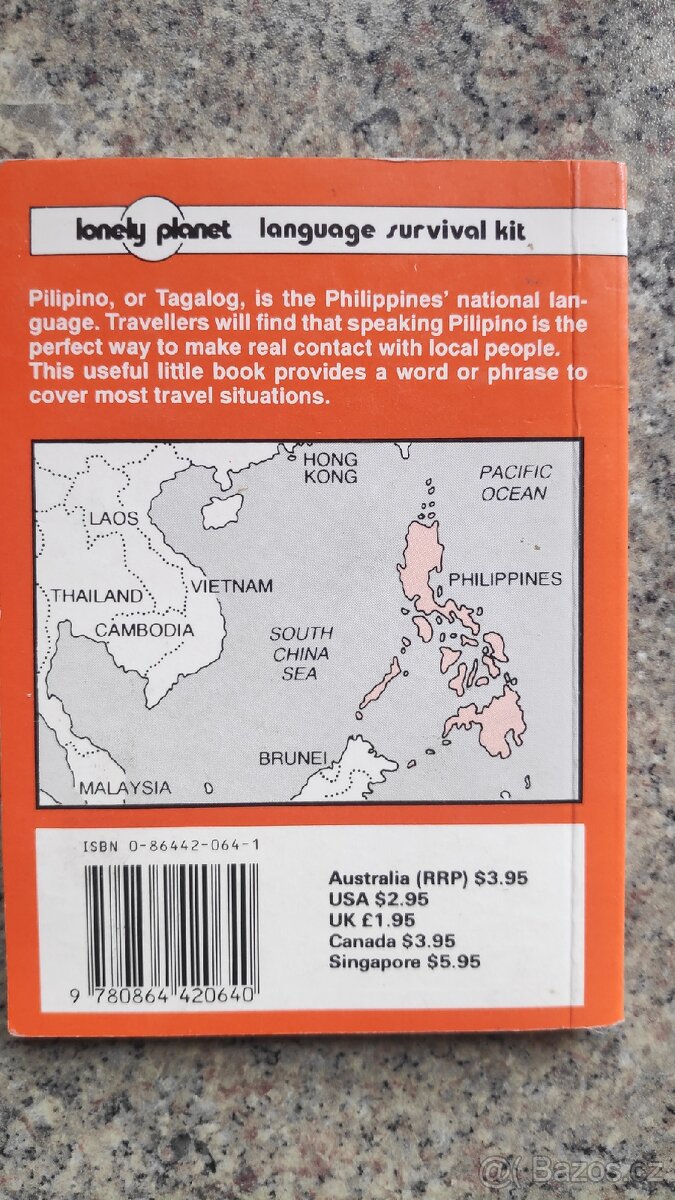 lonely planet language survival kit
Pilipino, or Tagalog, is the Philippines' national lan-
guage. Travellers will find that speaking Pilipino is the
perfect way to make real contact with local people.
This useful little book provides a word or phrase to
cover most travel situations.
HONG
KONG
PACIFIC
OCEAN
LAOS
THAILAND
VIETNAM
PHILIPPINES
CAMBODIA
SOUTH
CHINA
SEA
BRUNEI
MALAYSIA
ISBN 0-86442-064-1
9 780864 420640
Australia (RRP) $3.95
USA $2.95
UK £1.95
Canada $3.95
Singapore $5.95
Bazos.cz